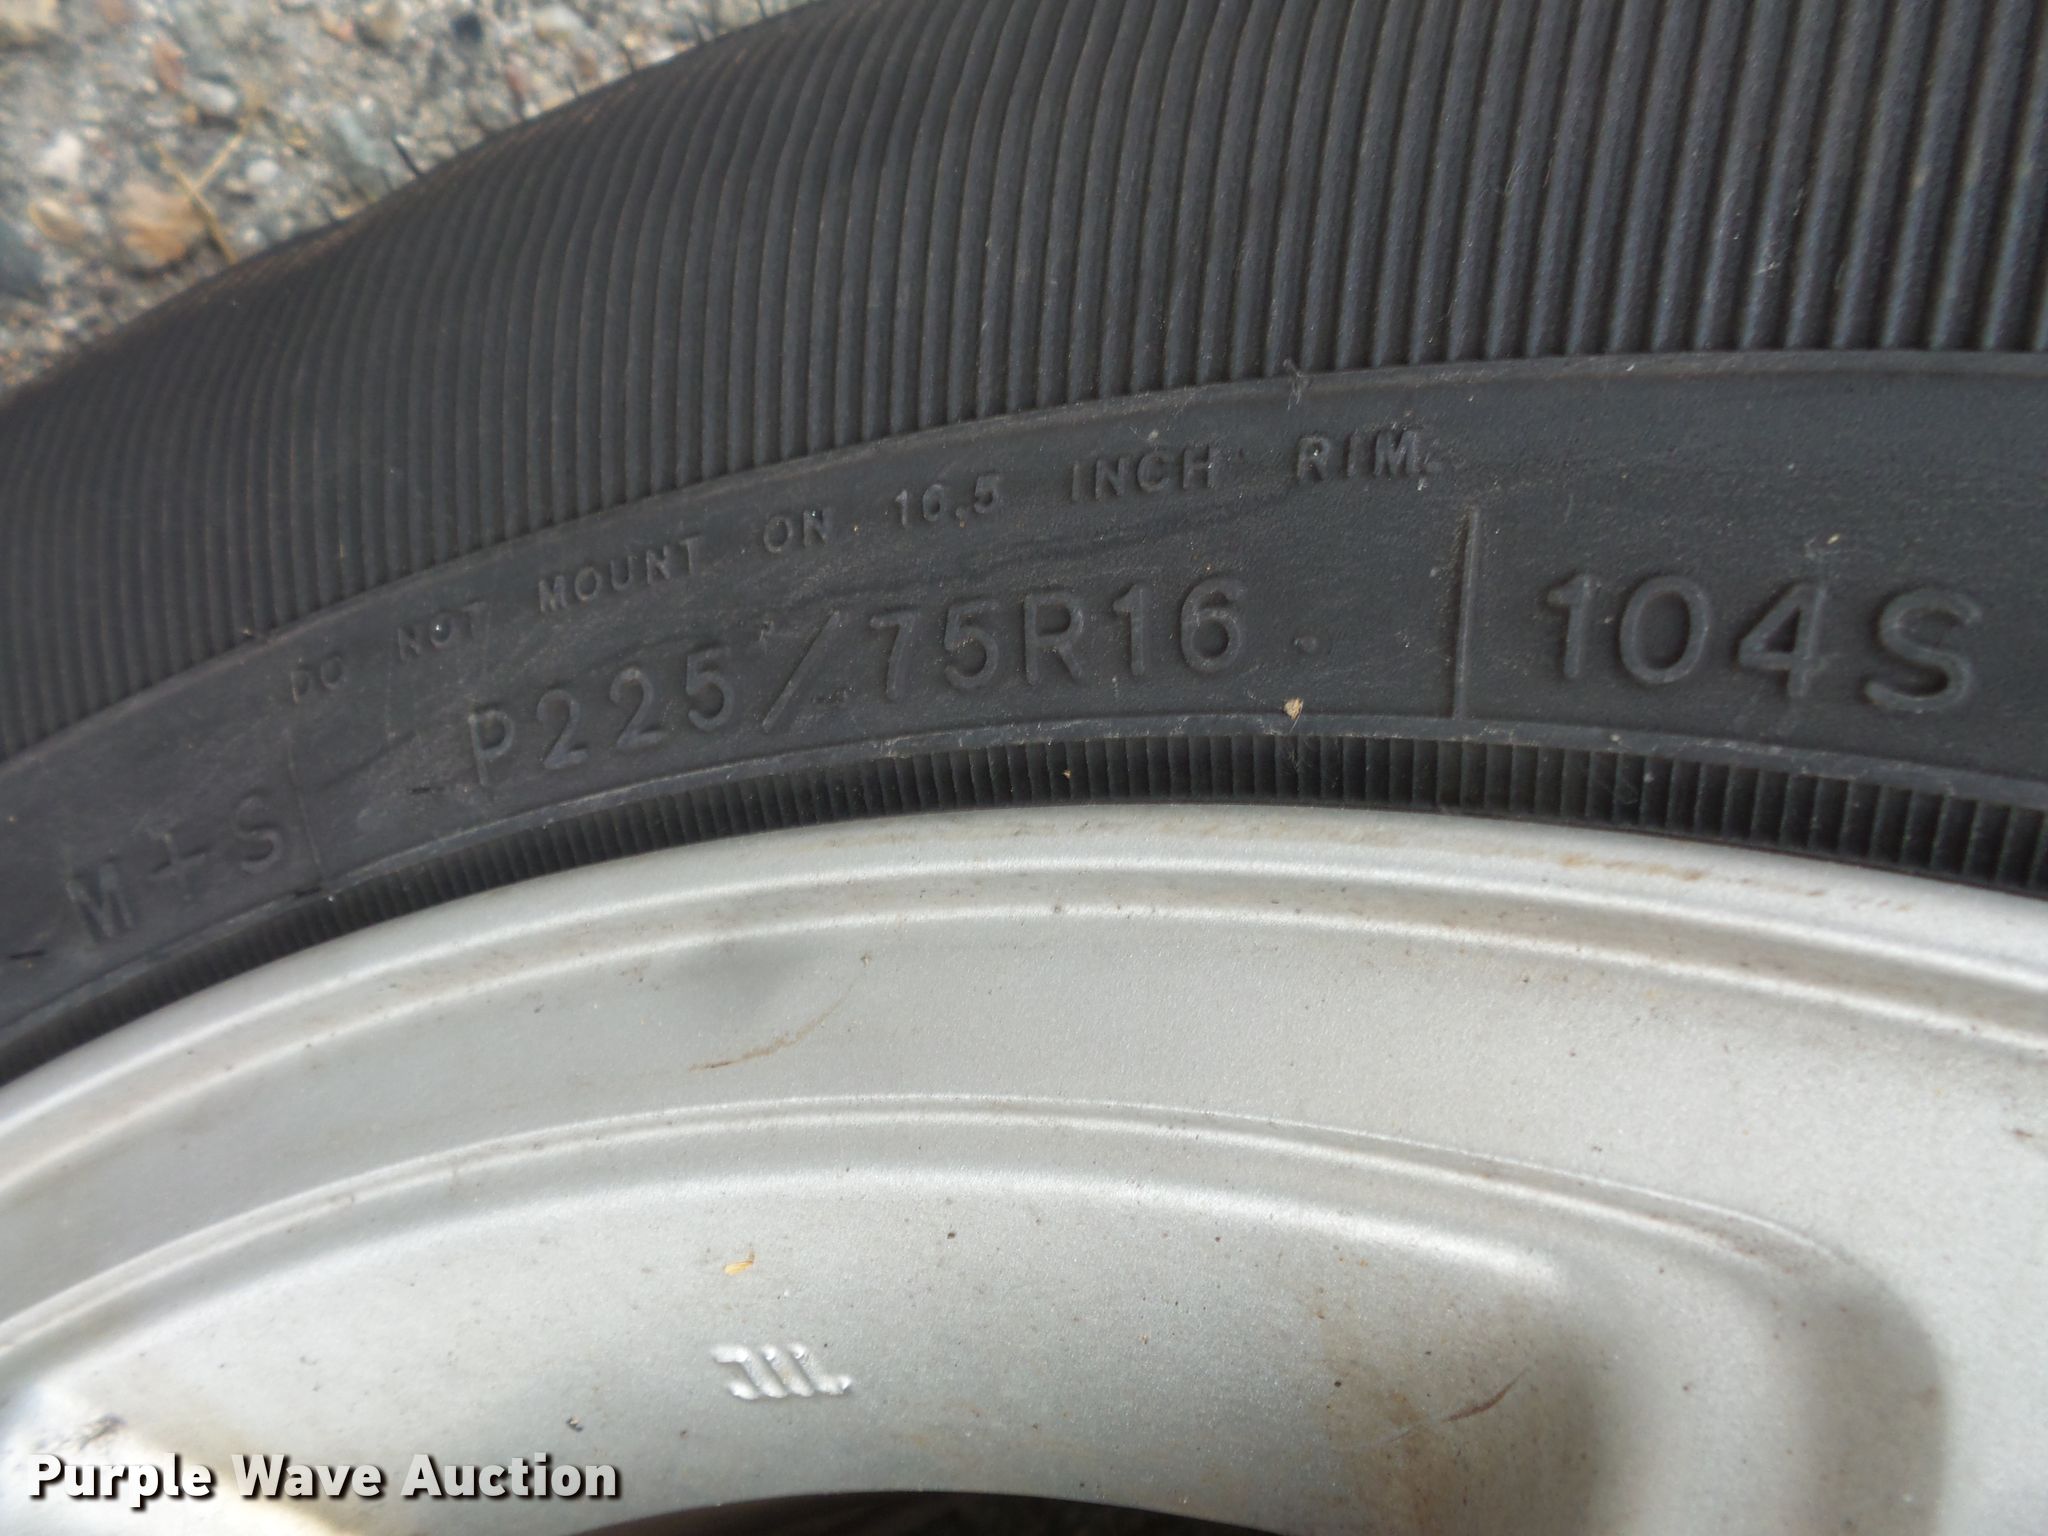 DO NOT MOUNT ON 16.5 INCH RIM.
P225/75R16
104S
M+S
Purple Wave Auction